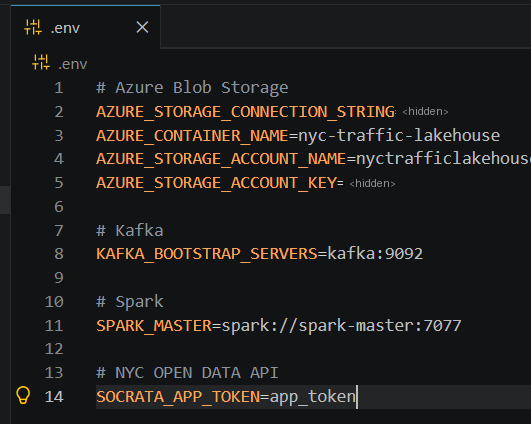 .env
.env
1 # Azure Blob Storage
2 AZURE_STORAGE_CONNECTION_STRING= <hidden>
3 AZURE_CONTAINER_NAME=nyc-traffic-lakehouse
4 AZURE_STORAGE_ACCOUNT_NAME=nyctrafficlakehouse
5 AZURE_STORAGE_ACCOUNT_KEY= <hidden>
6
7 # Kafka
8 KAFKA_BOOTSTRAP_SERVERS=kafka:9092
9
10 # Spark
11 SPARK_MASTER=spark://spark-master:7077
12
13 # NYC OPEN DATA API
14 SOCRATA_APP_TOKEN=app_token